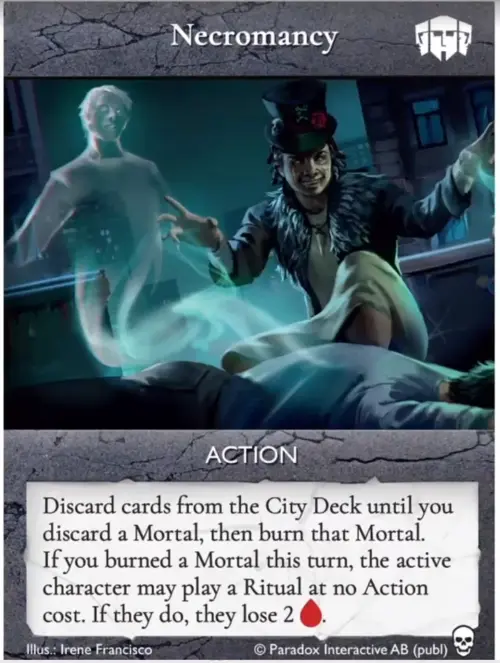 Necromancy
ACTION
Discard cards from the City Deck until you
discard a Mortal, then burn that Mortal.
If you burned a Mortal this turn, the active
character may play a Ritual at no Action
cost. If they do, they lose 2 .
Illus.: Irene Francisco © Paradox Interactive AB (publ)